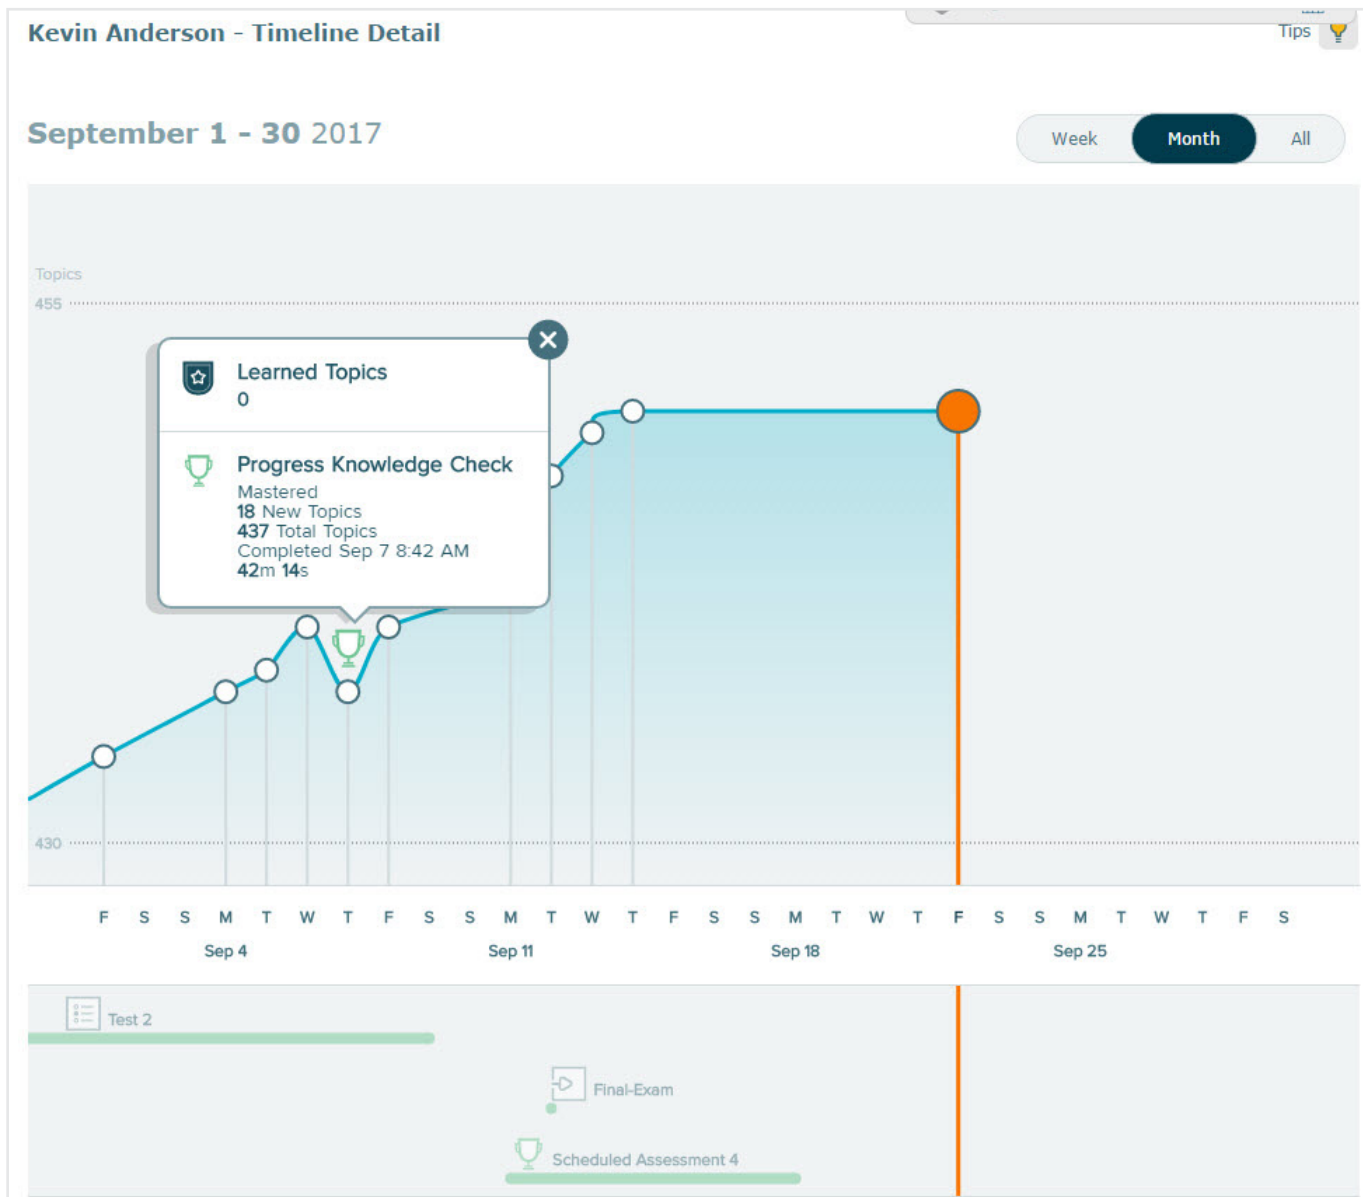 Kevin Anderson - Timeline Detail
Tips
September 1 - 30 2017
Week Month All
Topics
455
Learned Topics
0
Progress Knowledge Check
Mastered
18 New Topics
437 Total Topics
Completed Sep 7 8:42 AM
42m 14s
430
F S S M T W T F S S M T W T F S S M T W T F S S M T W T F S
Sep 4 Sep 11 Sep 18 Sep 25
Test 2
Final-Exam
Scheduled Assessment 4